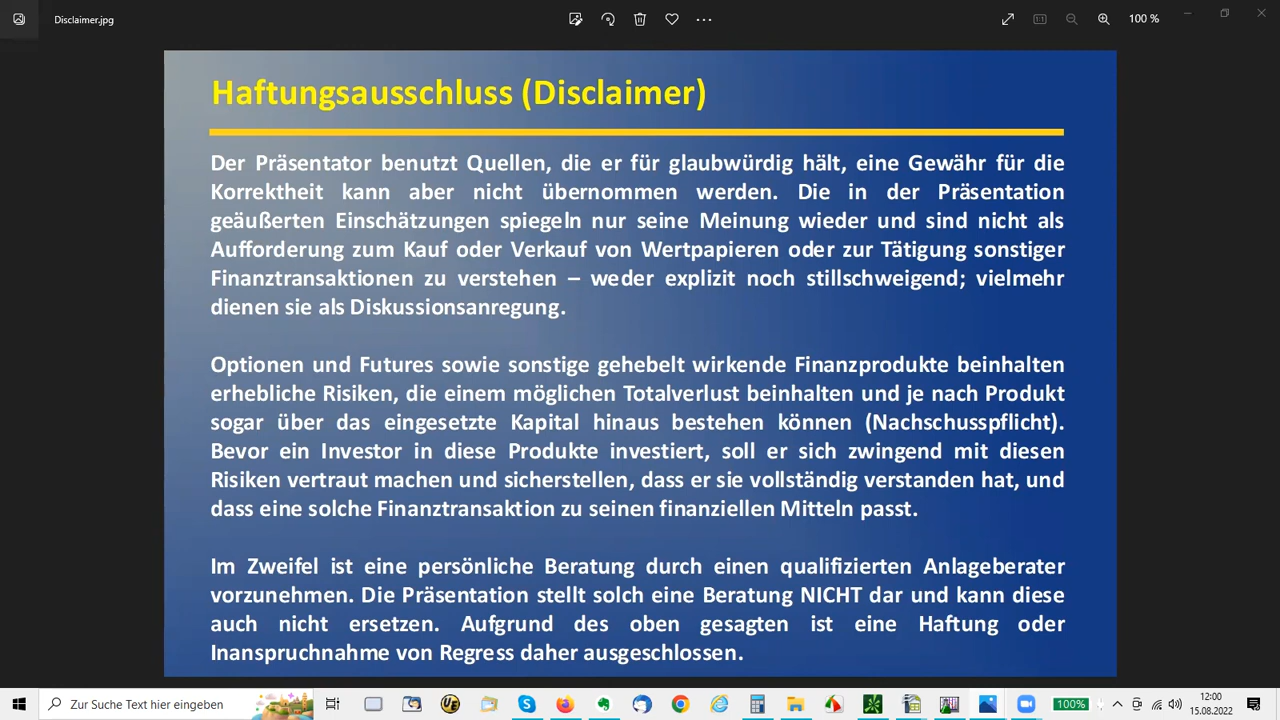 Disclaimer.jpg
100 %
Haftungsausschluss (Disclaimer)
Der Präsentator benutzt Quellen, die er für glaubwürdig hält, eine Gewähr für die
Korrektheit kann aber nicht übernommen werden. Die in der Präsentation
geäußerten Einschätzungen spiegeln nur seine Meinung wieder und sind nicht als
Aufforderung zum Kauf oder Verkauf von Wertpapieren oder zur Tätigung sonstiger
Finanztransaktionen zu verstehen – weder explizit noch stillschweigend; vielmehr
dienen sie als Diskussionsanregung.
Optionen und Futures sowie sonstige gehebelt wirkende Finanzprodukte beinhalten
erhebliche Risiken, die einem möglichen Totalverlust beinhalten und je nach Produkt
sogar über das eingesetzte Kapital hinaus bestehen können (Nachschusspflicht).
Bevor ein Investor in diese Produkte investiert, soll er sich zwingend mit diesen
Risiken vertraut machen und sicherstellen, dass er sie vollständig verstanden hat, und
dass eine solche Finanztransaktion zu seinen finanziellen Mitteln passt.
Im Zweifel ist eine persönliche Beratung durch einen qualifizierten Anlageberater
vorzunehmen. Die Präsentation stellt solch eine Beratung NICHT dar und kann diese
auch nicht ersetzen. Aufgrund des oben gesagten ist eine Haftung oder
Inanspruchnahme von Regress daher ausgeschlossen.
Zur Suche Text hier eingeben
100%
12:00
15.08.2022